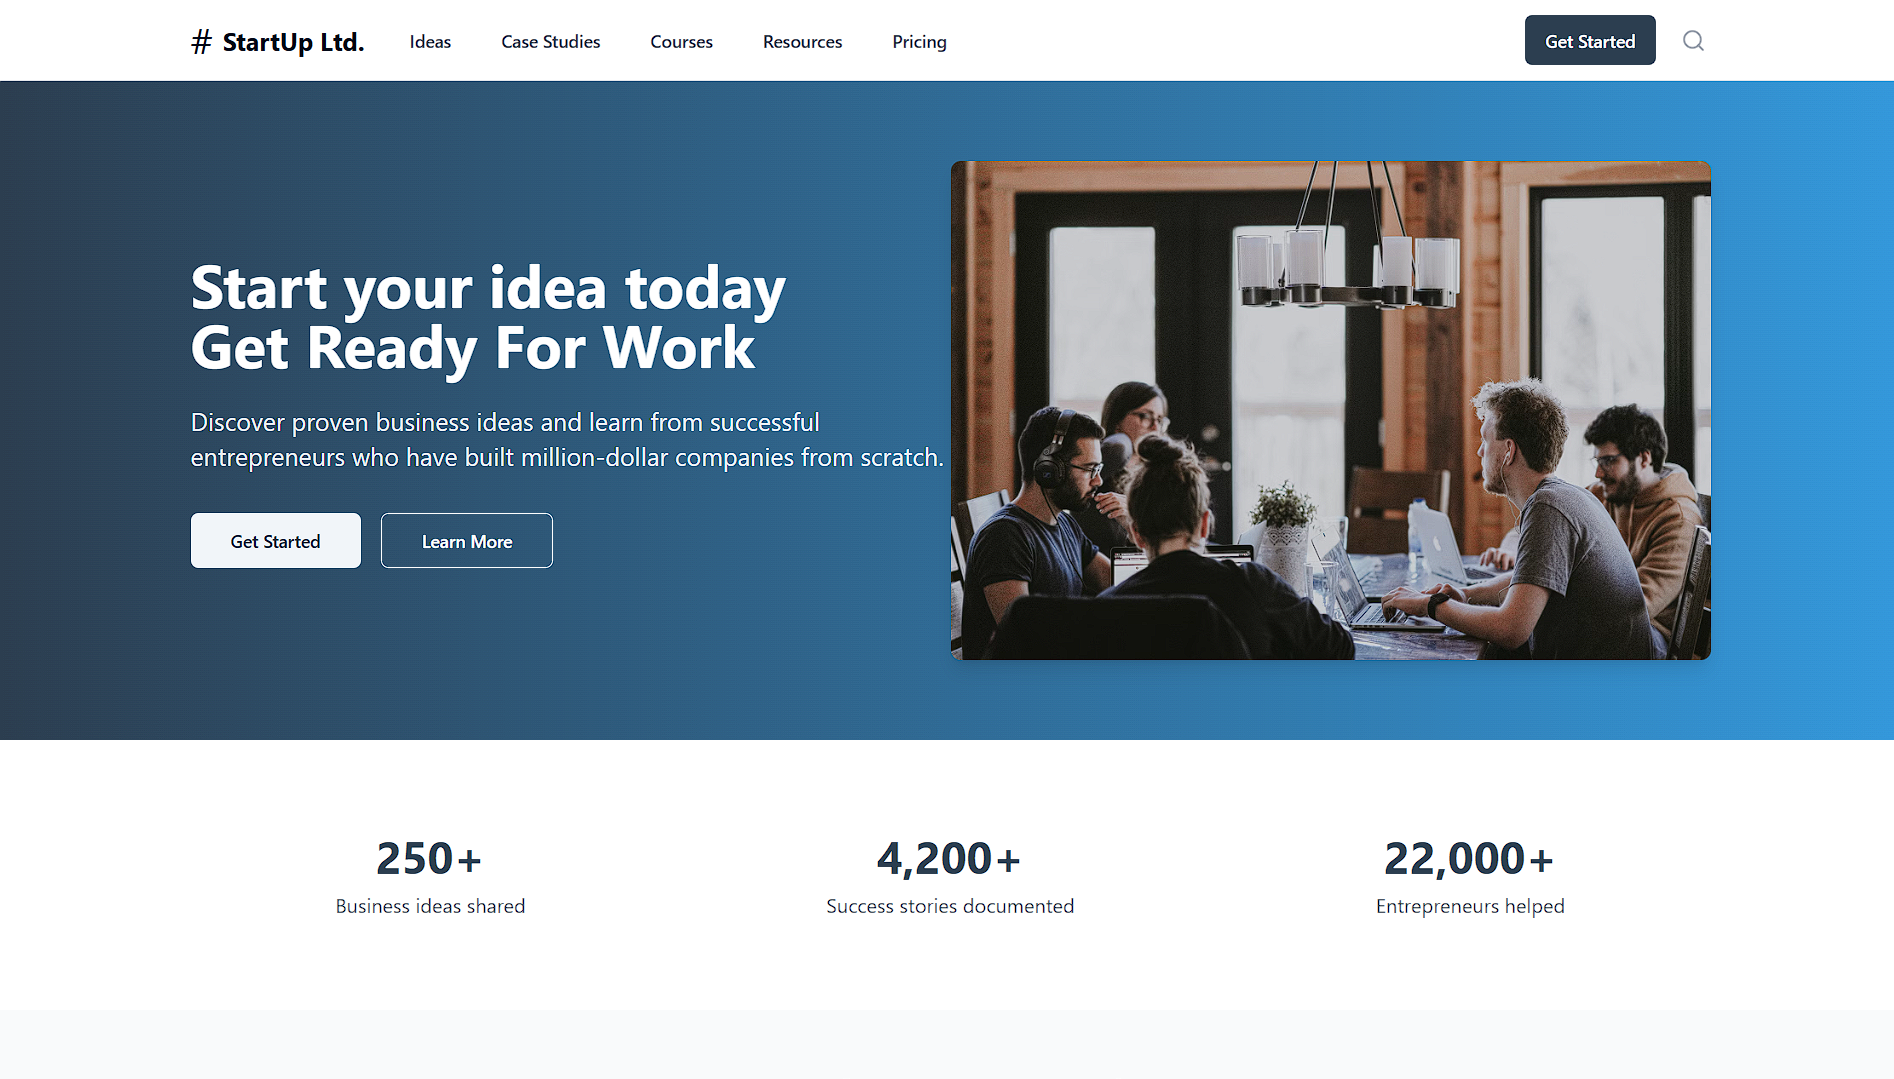 # StartUp Ltd.
Ideas
Case Studies
Courses
Resources
Pricing
Get Started
Start your idea today
Get Ready For Work
Discover proven business ideas and learn from successful
entrepreneurs who have built million-dollar companies from scratch.
Get Started
Learn More
250+
Business ideas shared
4,200+
Success stories documented
22,000+
Entrepreneurs helped